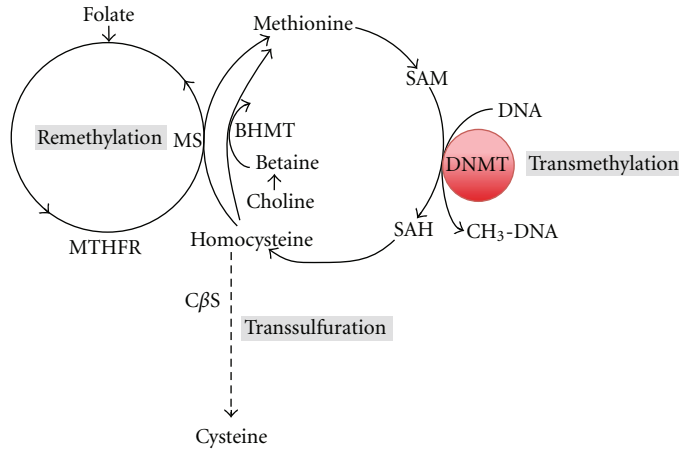 Folate
Methionine
SAM
DNA
Remethylation
MS
BHMT
Betaine
Choline
DNMT
Transmethylation
MTHFR
Homocysteine
SAH
CH₃-DNA
CβS
Transsulfuration
Cysteine